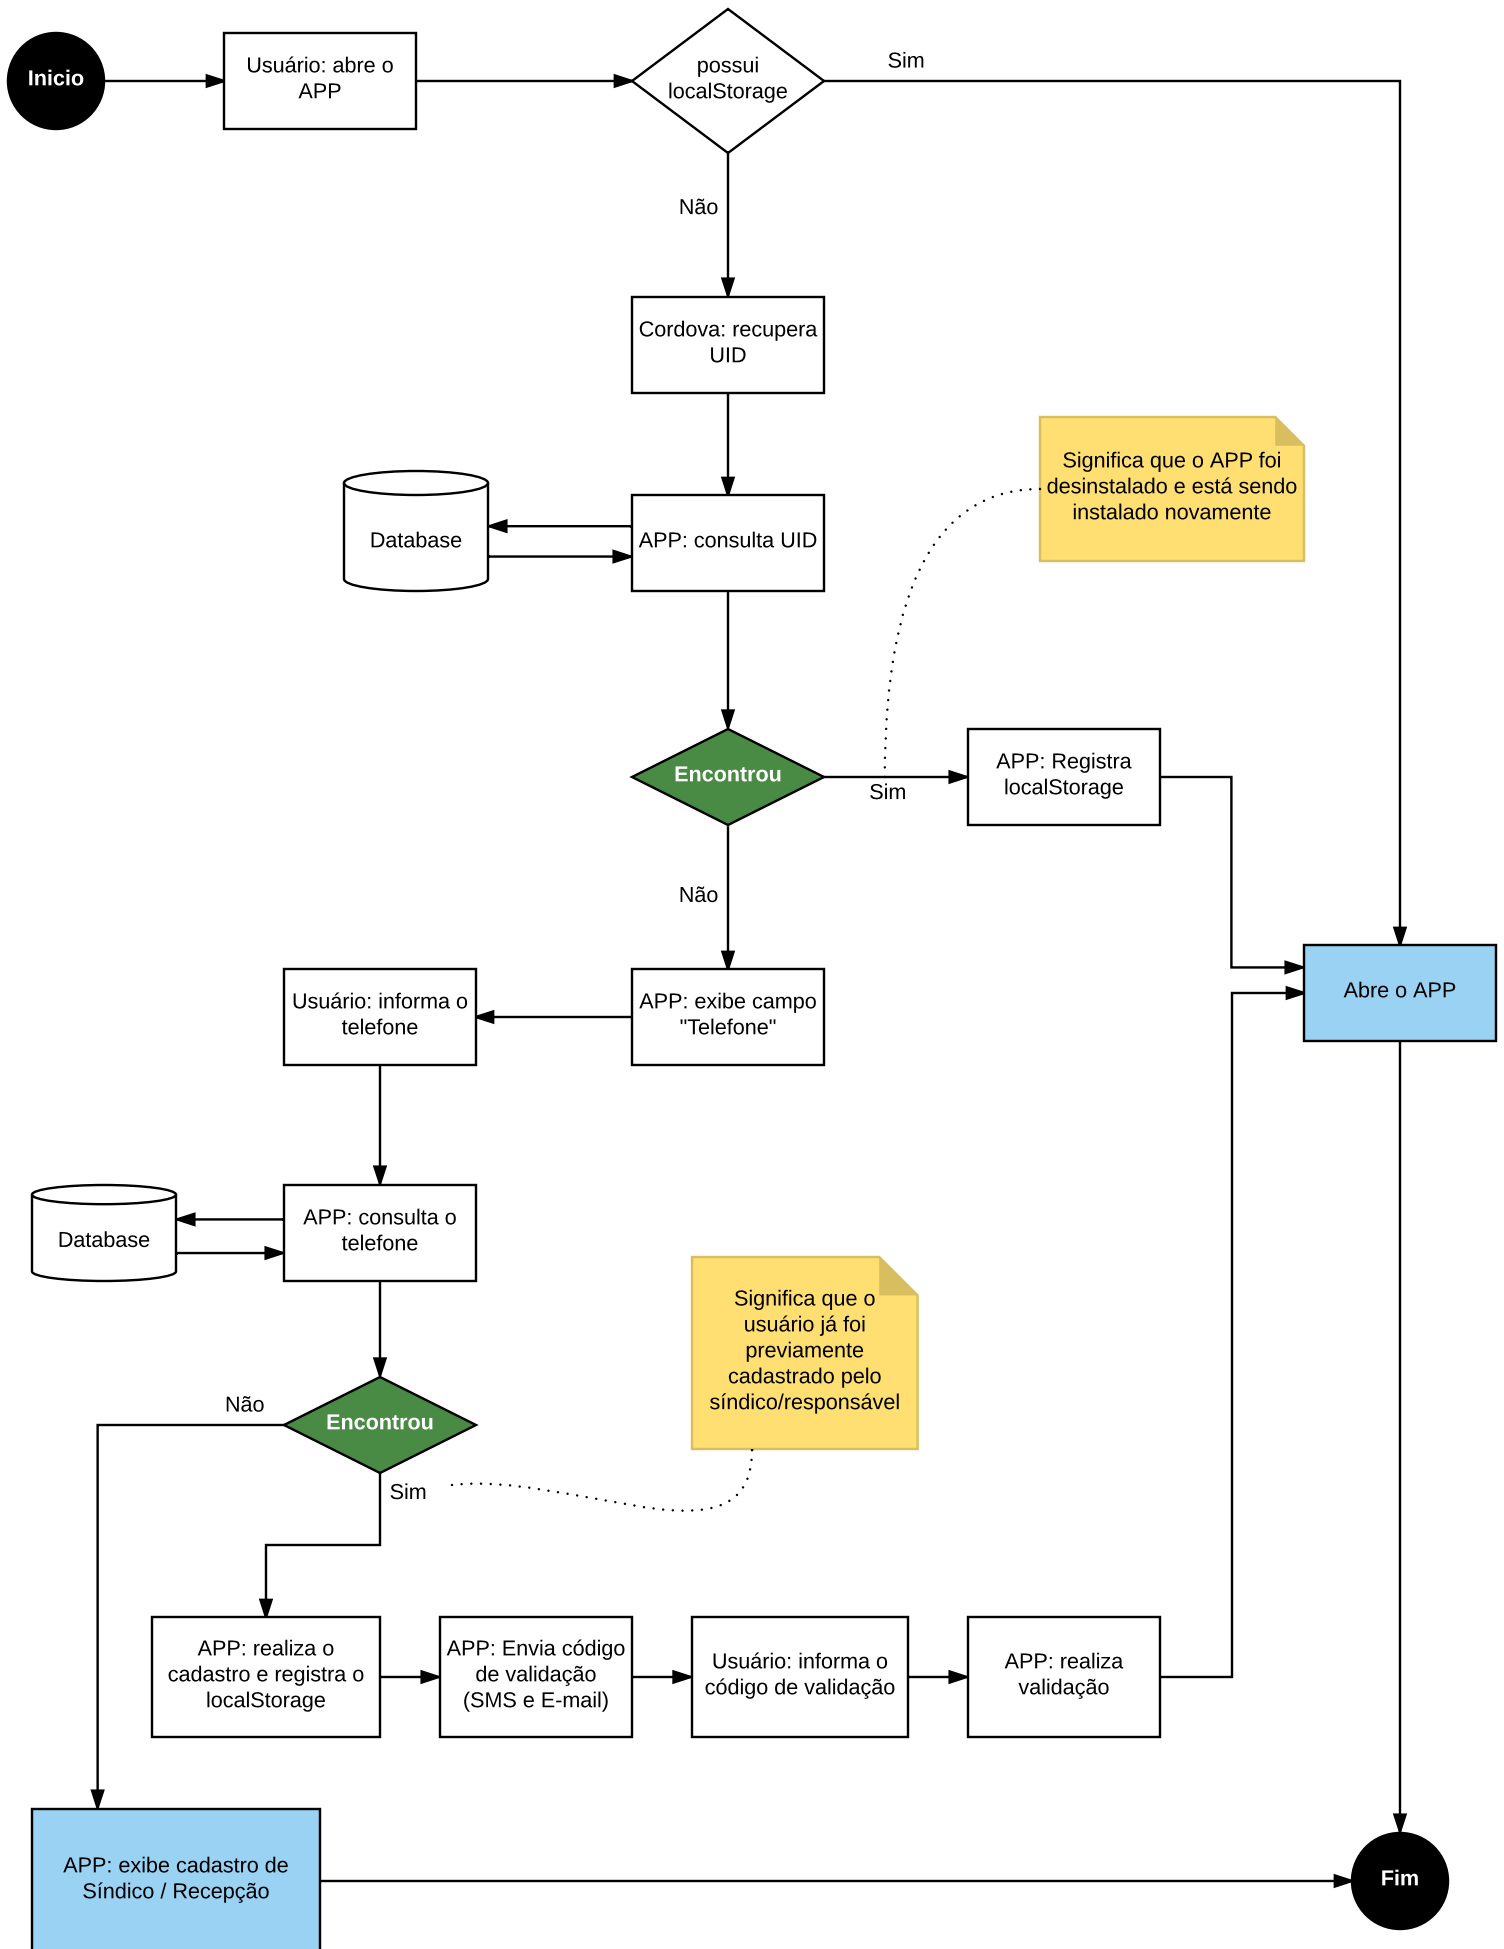 Inicio
Usuário: abre o
APP
possui
localStorage
Sim
Não
Cordova: recupera
UID
Significa que o APP foi
desinstalado e está sendo
instalado novamente
Database
APP: consulta UID
Encontrou
Sim
APP: Registra
localStorage
Não
Usuário: informa o
telefone
APP: exibe campo
"Telefone"
Abre o APP
Database
APP: consulta o
telefone
Significa que o
usuário já foi
previamente
cadastrado pelo
síndico/responsável
Não
Encontrou
Sim
APP: realiza o
cadastro e registra o
localStorage
APP: Envia código
de validação
(SMS e E-mail)
Usuário: informa o
código de validação
APP: realiza
validação
APP: exibe cadastro de
Síndico / Recepção
Fim